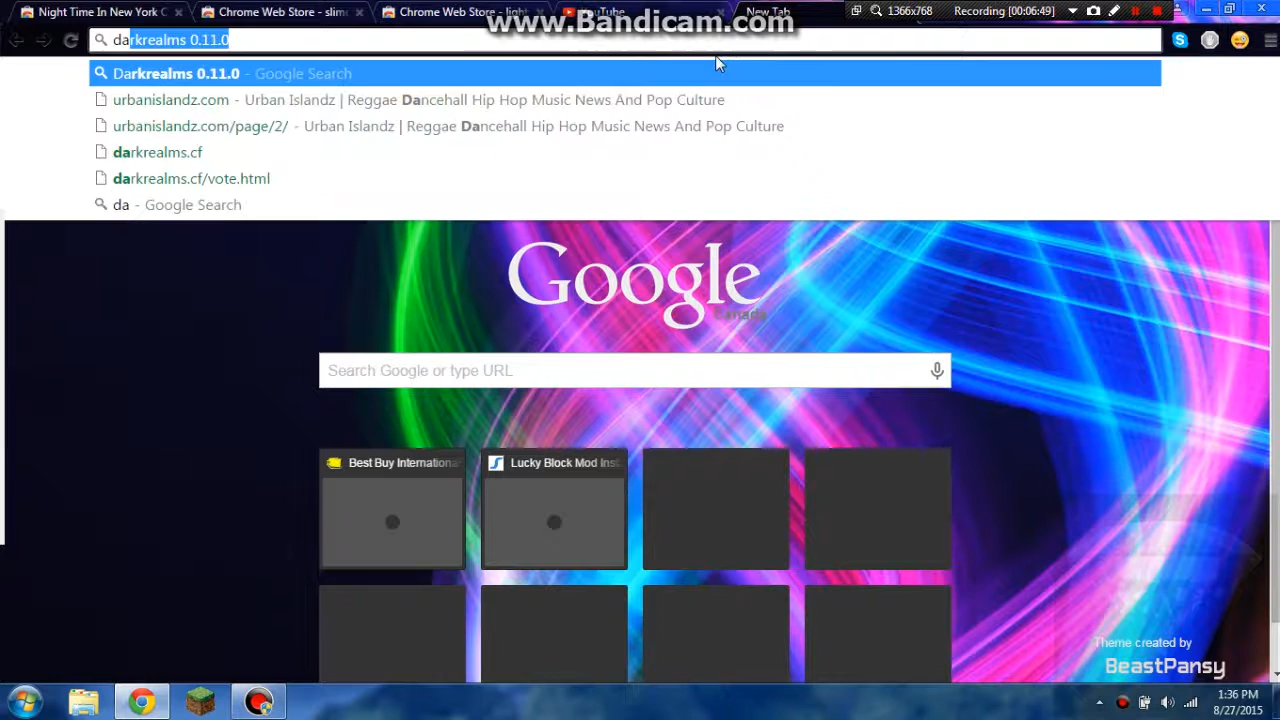 Night Time In New York C
Chrome Web Store - slime
Chrome Web Store - light
YouTube
New Tab
www.Bandicam.com
1366x768
Recording [00:06:49]
darkrealms 0.11.0
Darkrealms 0.11.0 - Google Search
urbanislandz.com - Urban Islandz | Reggae Dancehall Hip Hop Music News And Pop Culture
urbanislandz.com/page/2/ - Urban Islandz | Reggae Dancehall Hip Hop Music News And Pop Culture
darkrealms.cf
darkrealms.cf/vote.html
da - Google Search
Google
Canada
Search Google or type URL
Best Buy Internationa
Lucky Block Mod Inst
Theme created by
BeastPansy
1:36 PM
8/27/2015